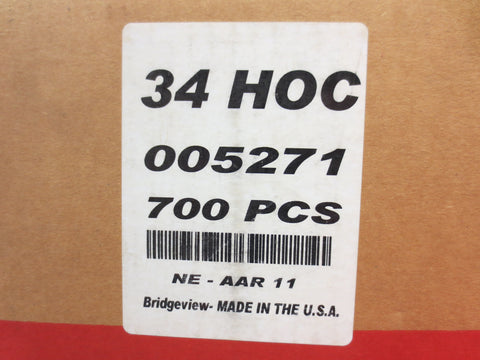 34 HOC
005271
700 PCS
NE - AAR 11
Bridgeview- MADE IN THE U.S.A.